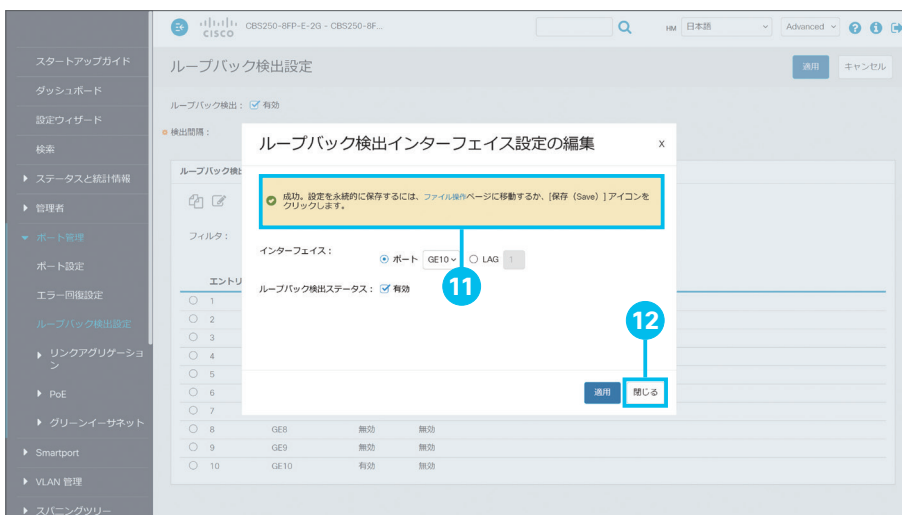 CISCO
CBS250-8FP-E-2G - CBS250-8F...
HM 日本語 Advanced
スタートアップガイド
ダッシュボード
設定ウィザード
検索
ステータスと統計情報
管理者
ポート管理
ポート設定
エラー回復設定
ループバック検出設定
リンクアグリゲーショ
ン
PoE
グリーンイーサネット
Smartport
VLAN 管理
スパニングツリー
ループバック検出設定
適用 キャンセル
ループバック検出： 有効
検出間隔：
ループバック検出
フィルタ：
エントリ
1
2
3
4
5
6
7
8 GE8 無効 無効
9 GE9 無効 無効
10 GE10 有効 無効
ループバック検出インターフェイス設定の編集 x
成功。設定を永続的に保存するには、ファイル操作ページに移動するか、[保存（Save）] アイコンを
クリックします。
インターフェイス： ポート GE10 LAG 1
ループバック検出ステータス： 有効
11
12
適用 閉じる